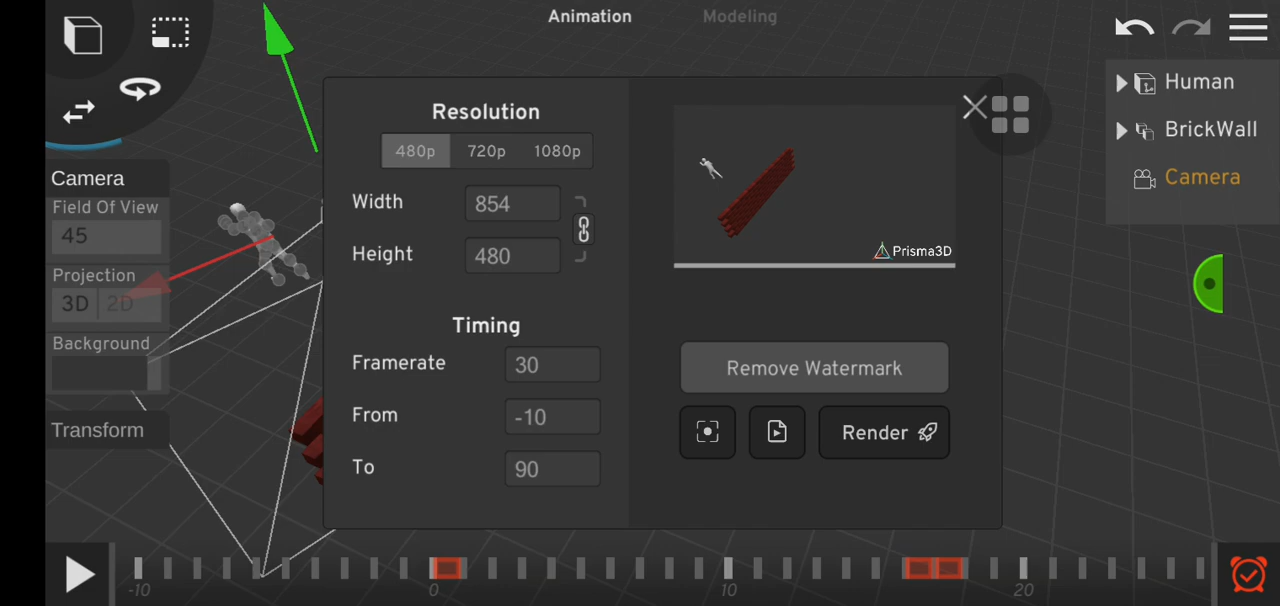 Animation
Modeling
Human
BrickWall
Camera
Camera
Field Of View
45
Projection
3D
2D
Background
Transform
Resolution
480p
720p
1080p
Width
854
Height
480
Timing
Framerate
30
From
-10
To
90
Prisma3D
Remove Watermark
Render
-10
0
10
20